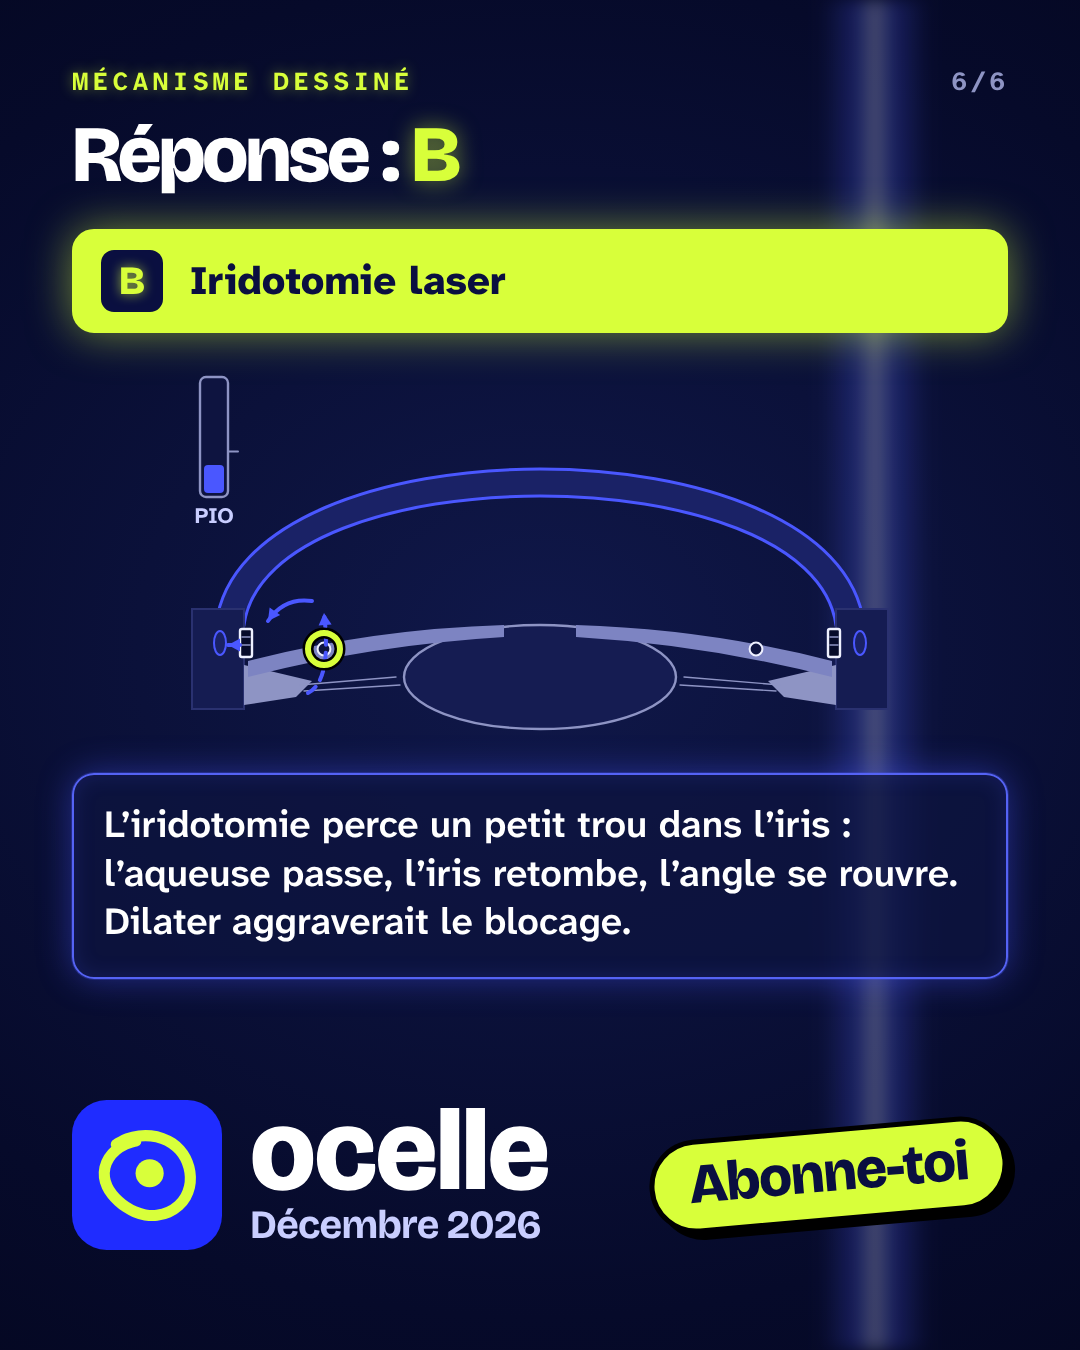 MÉCANISME DESSINÉ
6/6
Réponse : B
B Iridotomie laser
PIO
L’iridotomie perce un petit trou dans l’iris :
l’aqueuse passe, l’iris retombe, l’angle se rouvre.
Dilater aggraverait le blocage.
ocelle
Décembre 2026
Abonne-toi